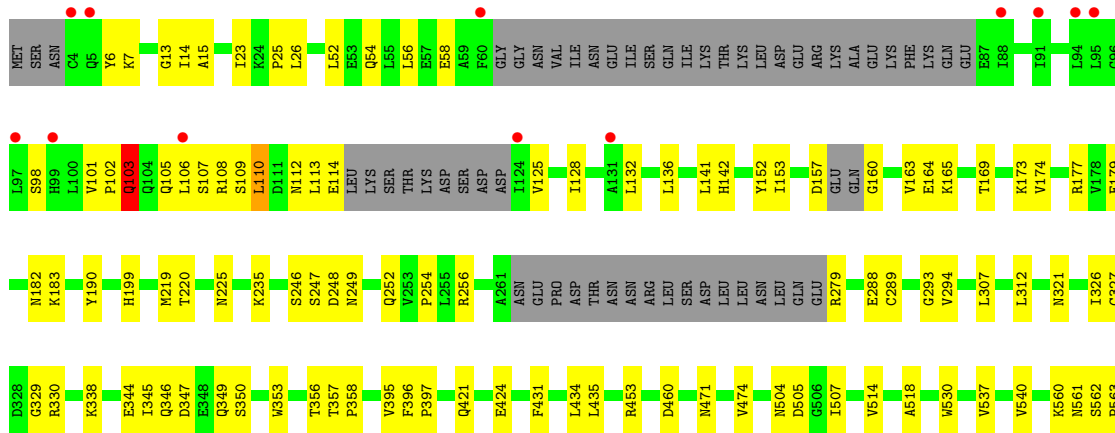 MET SER ASN C4 Q5 Y6 K7 G13 I14 A15 I23 K24 P25 L26 L52 E53 Q54 L55 L56 E57 E58 A59 F60 GLY GLY ASN VAL ILE ASN GLU ILE SER GLN ILE LYS THR LYS LEU ASP GLU ARG LYS ALA GLU LYS PHE LYS GLN GLU E87 I88 I91 L94 L95 G96
L97 S98 H99 L100 V101 P102 Q103 Q104 Q105 L106 S107 R108 S109 L110 D111 N112 L113 E114 LEU LYS SER THR LYS ASP SER ASP ASP I124 V125 I128 A131 L132 L136 L141 H142 Y152 I153 D157 GLU GLN G160 V163 E164 K165 T169 K173 V174 R177 V178 E179
N182 K183 Y190 H199 M219 T220 N225 K235 S246 S247 D248 N249 Q252 V253 P254 L255 R256 A261 ASN GLU PRO ASP THR ASN ASN ARG LEU SER ASP LEU LEU ASN LEU GLN GLU R279 E288 C289 G293 V294 L307 L312 N321 I326 G327
D328 G329 R330 K338 E344 I345 Q346 D347 E348 Q349 S350 W353 T356 T357 P358 V395 F396 P397 Q421 E424 F431 L434 L435 R453 D460 N471 V474 N504 D505 G506 I507 V514 A518 W530 V537 V540 K560 N561 S562 P563